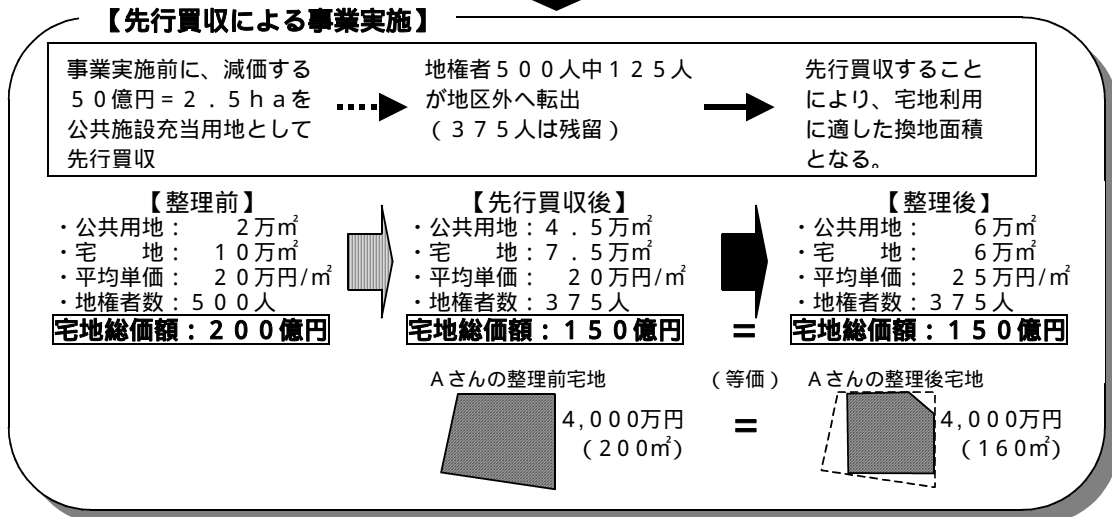 【先行買収による事業実施】
事業実施前に、減価する
５０億円＝２．５ｈａを
公共施設充当用地として
先行買収
地権者５００人中１２５人
が地区外へ転出
（３７５人は残留）
先行買収すること
により、宅地利用
に適した換地面積
となる。
【整理前】
・公共用地：　　２万㎡
・宅　　地：　１０万㎡
・平均単価：　２０万円/㎡
・地権者数：５００人
宅地総価額：２００億円
【先行買収後】
・公共用地：４．５万㎡
・宅　　地：７．５万㎡
・平均単価：　２０万円/㎡
・地権者数：３７５人
宅地総価額：１５０億円
＝
【整理後】
・公共用地：　　６万㎡
・宅　　地：　　６万㎡
・平均単価：　２５万円/㎡
・地権者数：３７５人
宅地総価額：１５０億円
Ａさんの整理前宅地
4,000万円
（２００㎡）
（等価）
＝
Ａさんの整理後宅地
4,000万円
（１６０㎡）